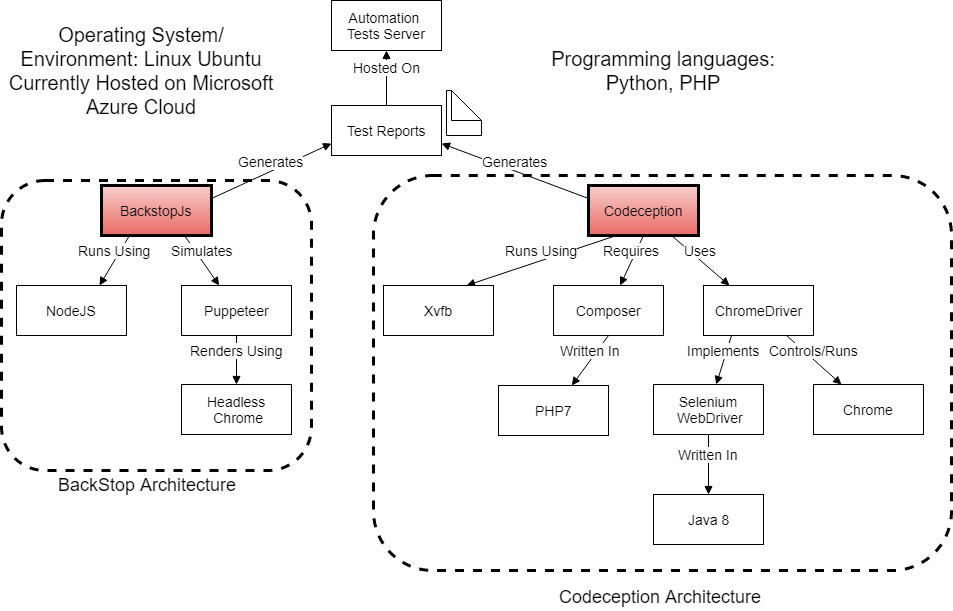 Operating System/
Environment: Linux Ubuntu
Currently Hosted on Microsoft
Azure Cloud
Automation
Tests Server
Programming languages:
Python, PHP
Hosted On
Test Reports
Generates
Generates
BackstopJs
Codeception
Runs Using
Simulates
Runs Using
Requires
Uses
NodeJS
Puppeteer
Xvfb
Composer
ChromeDriver
Renders Using
Written In
Implements
Controls/Runs
Headless
Chrome
PHP7
Selenium
WebDriver
Chrome
Written In
BackStop Architecture
Java 8
Codeception Architecture